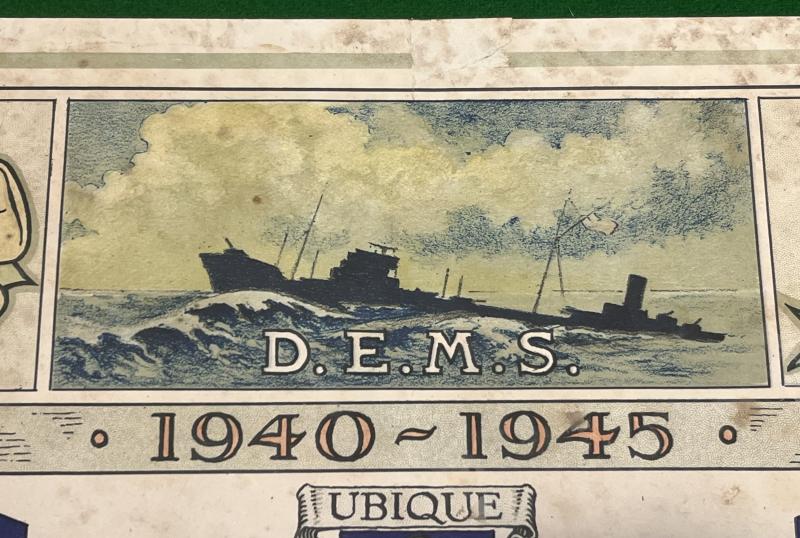 D.E.M.S.
· 1940 ~ 1945 ·
UBIQUE